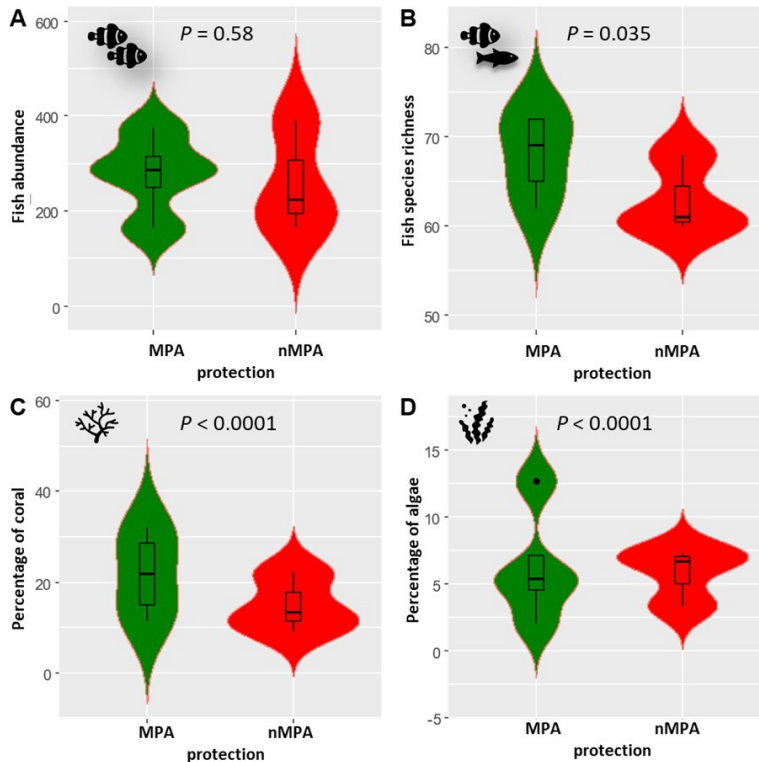 A
P = 0.58
Fish_abundance
600
400
200
0
MPA
nMPA
protection
B
P = 0.035
Fish species richness
80
70
60
50
MPA
nMPA
protection
C
P < 0.0001
Percentage of coral
60
40
20
0
MPA
nMPA
protection
D
P < 0.0001
Percentage of algae
15
10
5
0
-5
MPA
nMPA
protection